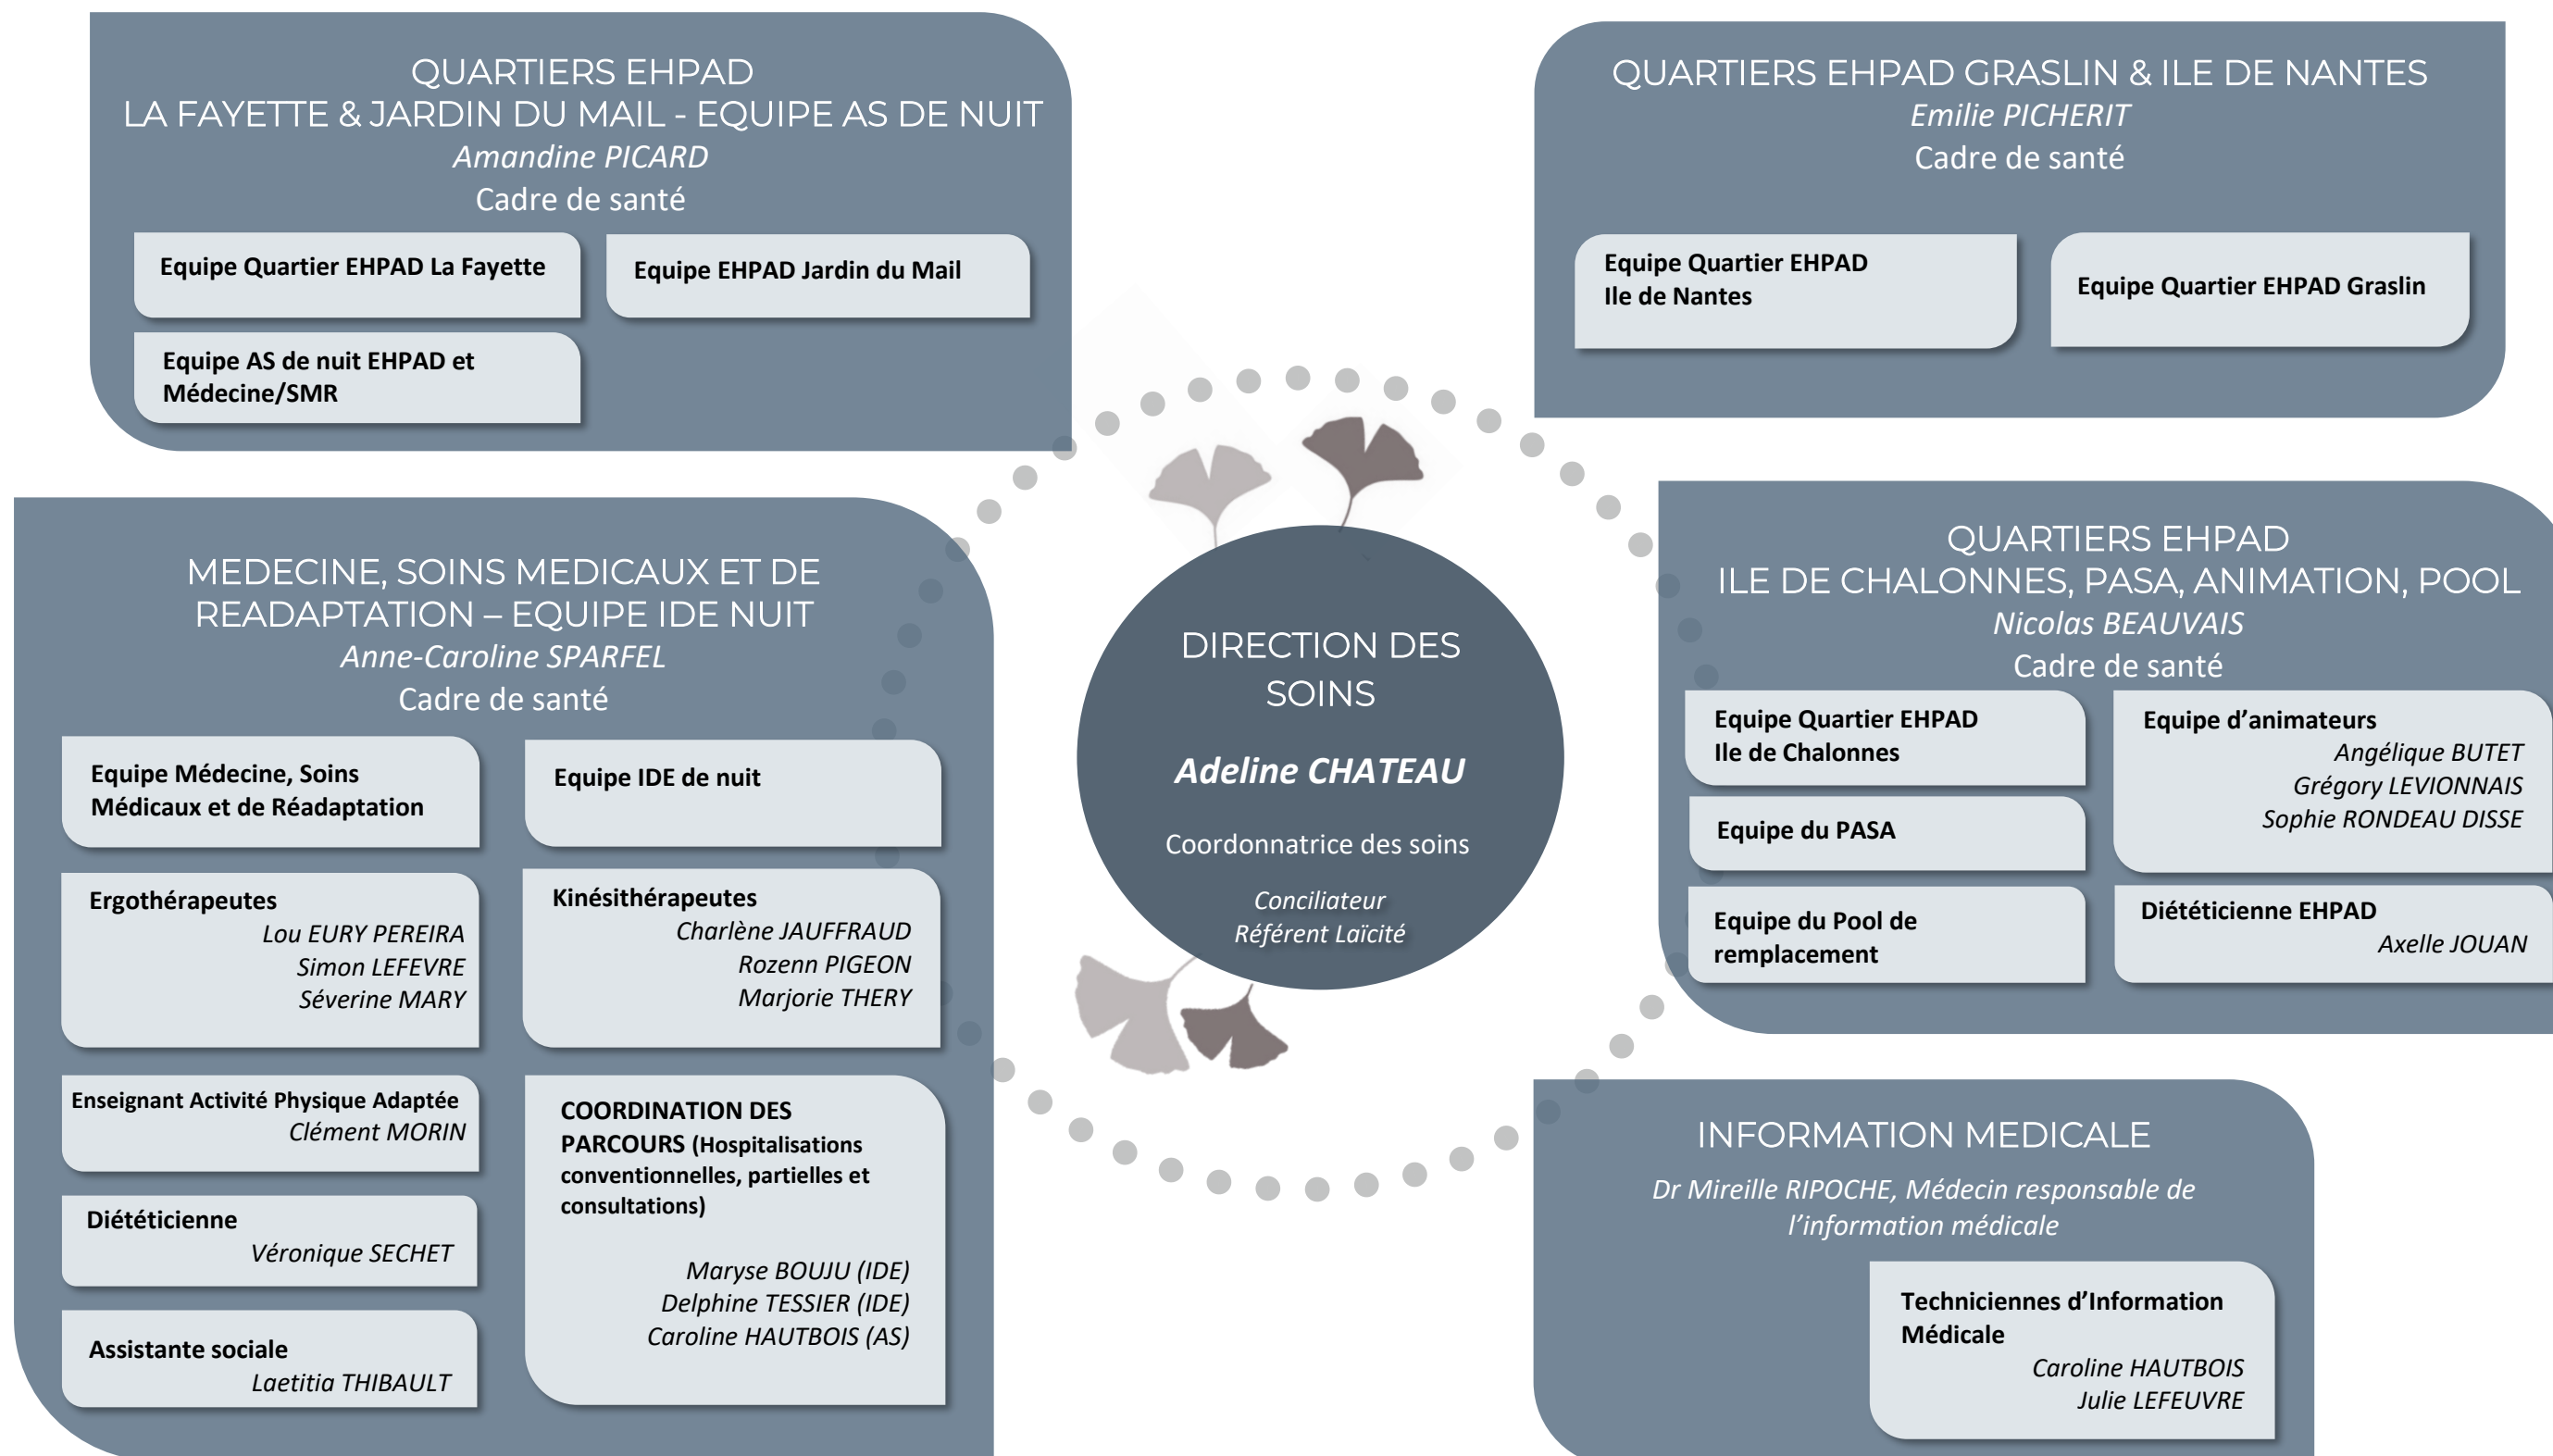 QUARTIERS EHPAD
LA FAYETTE & JARDIN DU MAIL - EQUIPE AS DE NUIT
Amandine PICARD
Cadre de santé
Equipe Quartier EHPAD La Fayette
Equipe EHPAD Jardin du Mail
Equipe AS de nuit EHPAD et
Médecine/SMR
QUARTIERS EHPAD GRASLIN & ILE DE NANTES
Emilie PICHERIT
Cadre de santé
Equipe Quartier EHPAD
Ile de Nantes
Equipe Quartier EHPAD Graslin
MEDECINE, SOINS MEDICAUX ET DE
READAPTATION – EQUIPE IDE NUIT
Anne-Caroline SPARFEL
Cadre de santé
Equipe Médecine, Soins
Médicaux et de Réadaptation
Equipe IDE de nuit
Ergothérapeutes
Lou EURY PEREIRA
Simon LEFEVRE
Séverine MARY
Kinésithérapeutes
Charlène JAUFFRAUD
Rozenn PIGEON
Marjorie THERY
Enseignant Activité Physique Adaptée
Clément MORIN
Diététicienne
Véronique SECHET
Assistante sociale
Laetitia THIBAULT
COORDINATION DES
PARCOURS (Hospitalisations
conventionnelles, partielles et
consultations)
Maryse BOUJU (IDE)
Delphine TESSIER (IDE)
Caroline HAUTBOIS (AS)
DIRECTION DES
SOINS
Adeline CHATEAU
Coordonnatrice des soins
Conciliateur
Référent Laïcité
QUARTIERS EHPAD
ILE DE CHALONNES, PASA, ANIMATION, POOL
Nicolas BEAUVAIS
Cadre de santé
Equipe Quartier EHPAD
Ile de Chalonnes
Equipe du PASA
Equipe du Pool de
remplacement
Equipe d’animateurs
Angélique BUTET
Grégory LEVIONNAIS
Sophie RONDEAU DISSE
Diététicienne EHPAD
Axelle JOUAN
INFORMATION MEDICALE
Dr Mireille RIPOCHE, Médecin responsable de
l’information médicale
Techniciennes d’Information
Médicale
Caroline HAUTBOIS
Julie LEFEUVRE